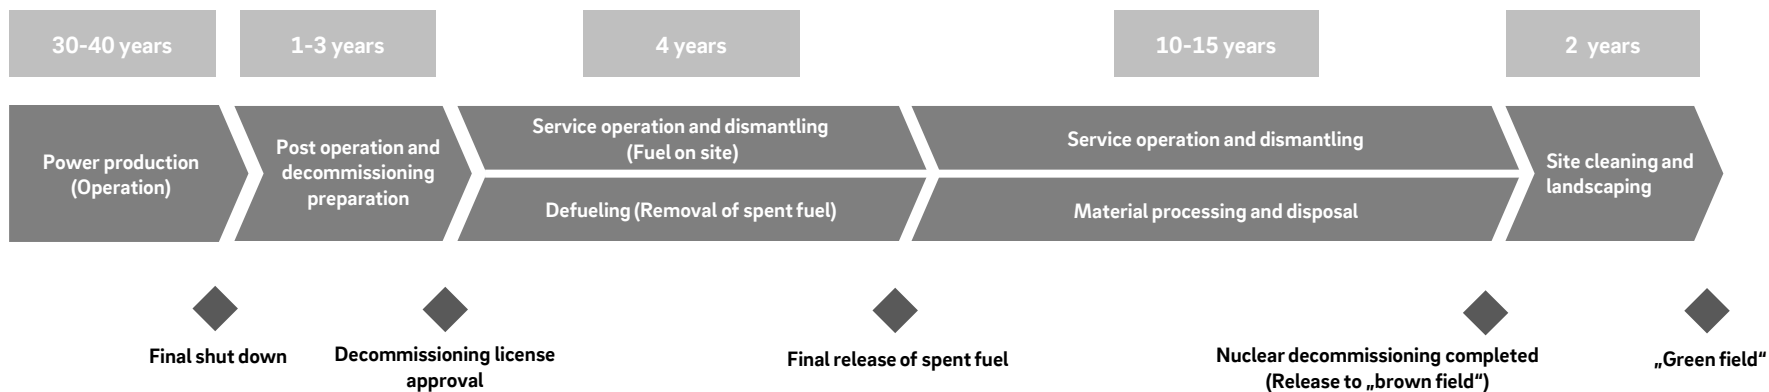 30-40 years
1-3 years
4 years
10-15 years
2 years
Power production
(Operation)
Post operation and
decommissioning
preparation
Service operation and dismantling
(Fuel on site)
Defueling (Removal of spent fuel)
Service operation and dismantling
Material processing and disposal
Site cleaning and
landscaping
Final shut down
Decommissioning license
approval
Final release of spent fuel
Nuclear decommissioning completed
(Release to „brown field“)
„Green field“